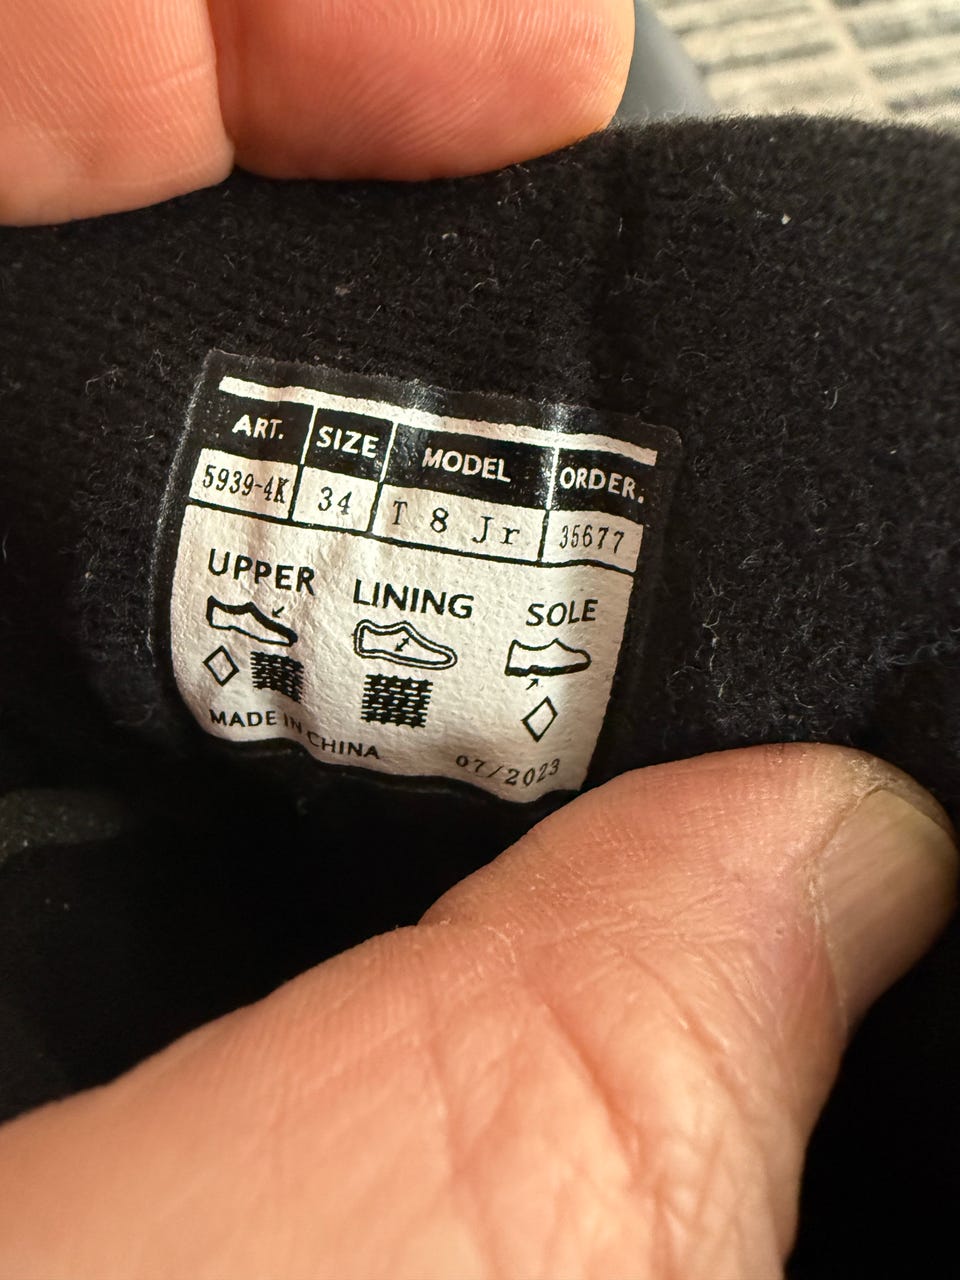 ART. SIZE MODEL ORDER.
5939-4K 34 T 8 Jr 35677
UPPER LINING SOLE
MADE IN CHINA 07/2023